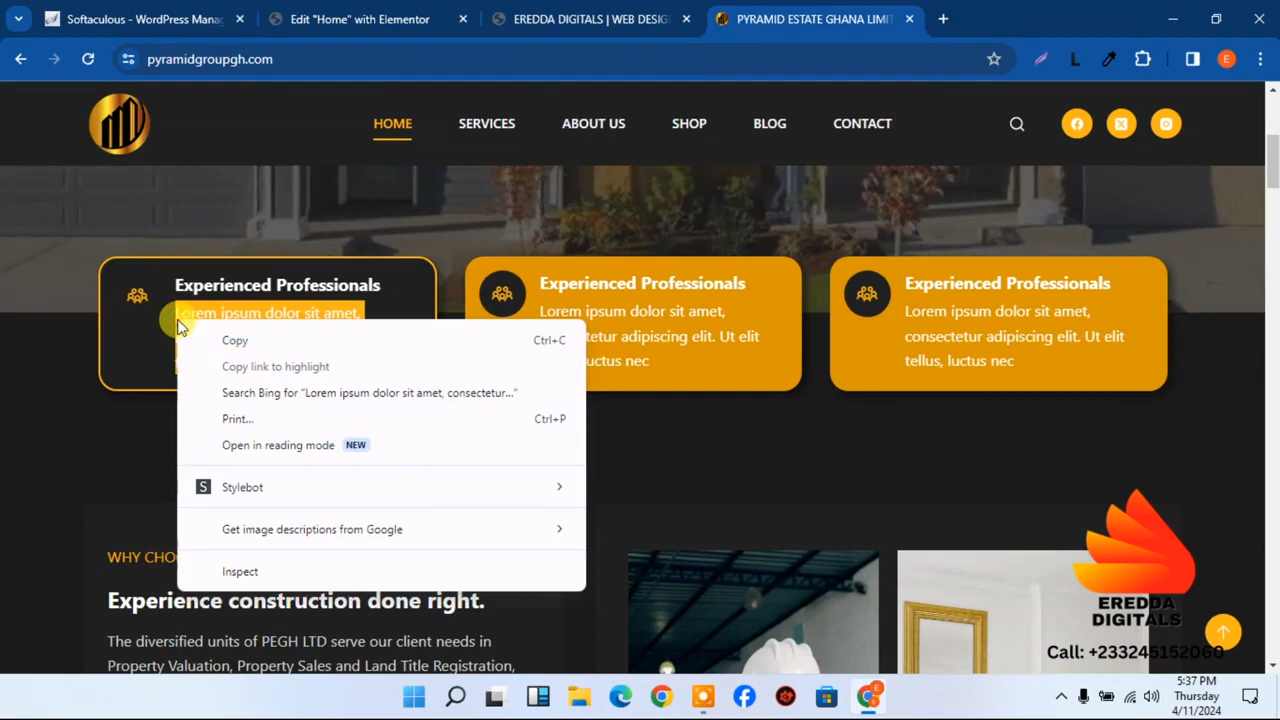 Softaculous - WordPress Mana
Edit "Home" with Elementor
EREDDA DIGITALS | WEB DESIG
PYRAMID ESTATE GHANA LIMIT
pyramidgroupgh.com
L
E
HOME
SERVICES
ABOUT US
SHOP
BLOG
CONTACT
Experienced Professionals
Lorem ipsum dolor sit amet,
Experienced Professionals
Lorem ipsum dolor sit amet,
tetur adipiscing elit. Ut elit
luctus nec
Experienced Professionals
Lorem ipsum dolor sit amet,
consectetur adipiscing elit. Ut elit
tellus, luctus nec
Copy Ctrl+C
Copy link to highlight
Search Bing for "Lorem ipsum dolor sit amet, consectetur..."
Print... Ctrl+P
Open in reading mode NEW
S Stylebot
Get image descriptions from Google
Inspect
WHY CHO
Experience construction done right.
The diversified units of PEGH LTD serve our client needs in
Property Valuation, Property Sales and Land Title Registration,
EREDDA
DIGITALS
Call: +233245152060
E
5:37 PM
Thursday
4/11/2024